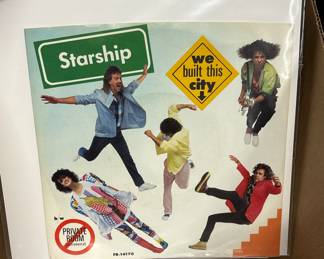 Starship
we
built this
city
b/w
PRIVATE
ROOM
PB-14170